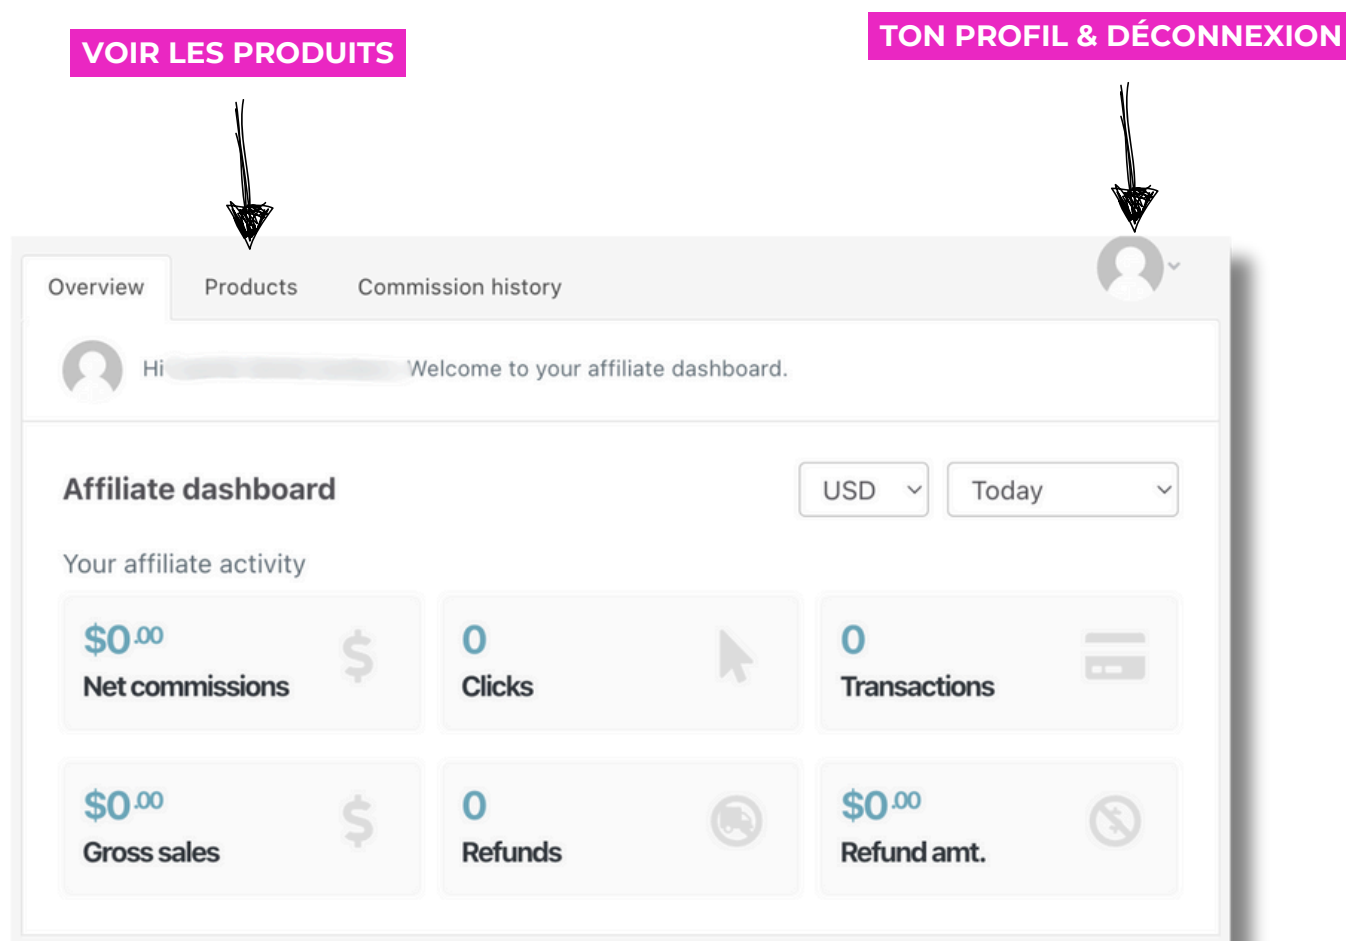 VOIR LES PRODUITS
TON PROFIL & DÉCONNEXION
Overview Products Commission history
Hi Welcome to your affiliate dashboard.
Affiliate dashboard USD Today
Your affiliate activity
$0.00 0 0
Net commissions Clicks Transactions
$0.00 0 $0.00
Gross sales Refunds Refund amt.